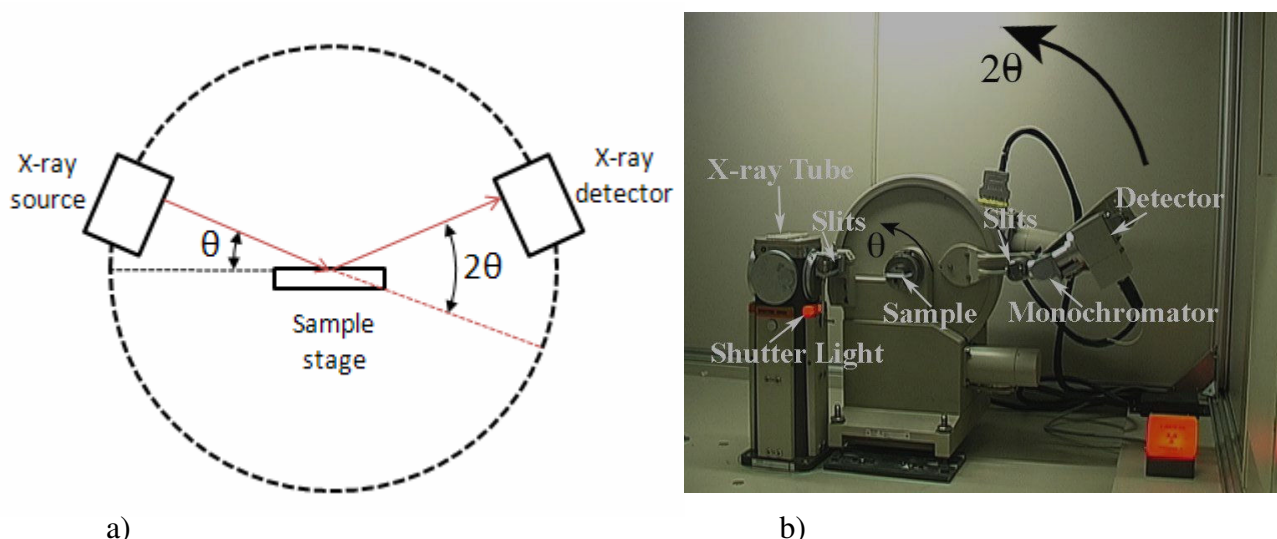 X-ray
source
θ
2θ
X-ray
detector
Sample
stage
a)
2θ
X-ray Tube
Slits
θ
Slits
Detector
Sample
Monochromator
Shutter Light
b)